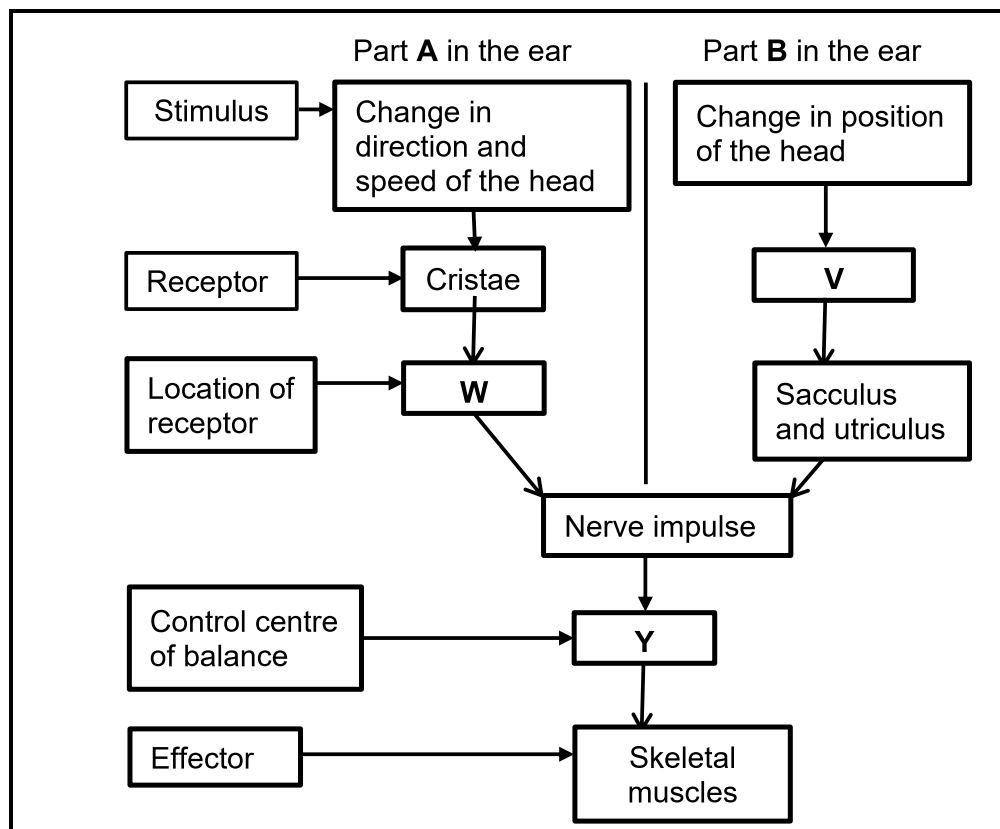 Part A in the ear
Part B in the ear
Stimulus
Change in
direction and
speed of the head
Change in position
of the head
Receptor
Cristae
V
Location of
receptor
W
Sacculus
and utriculus
Nerve impulse
Control centre
of balance
Y
Effector
Skeletal
muscles